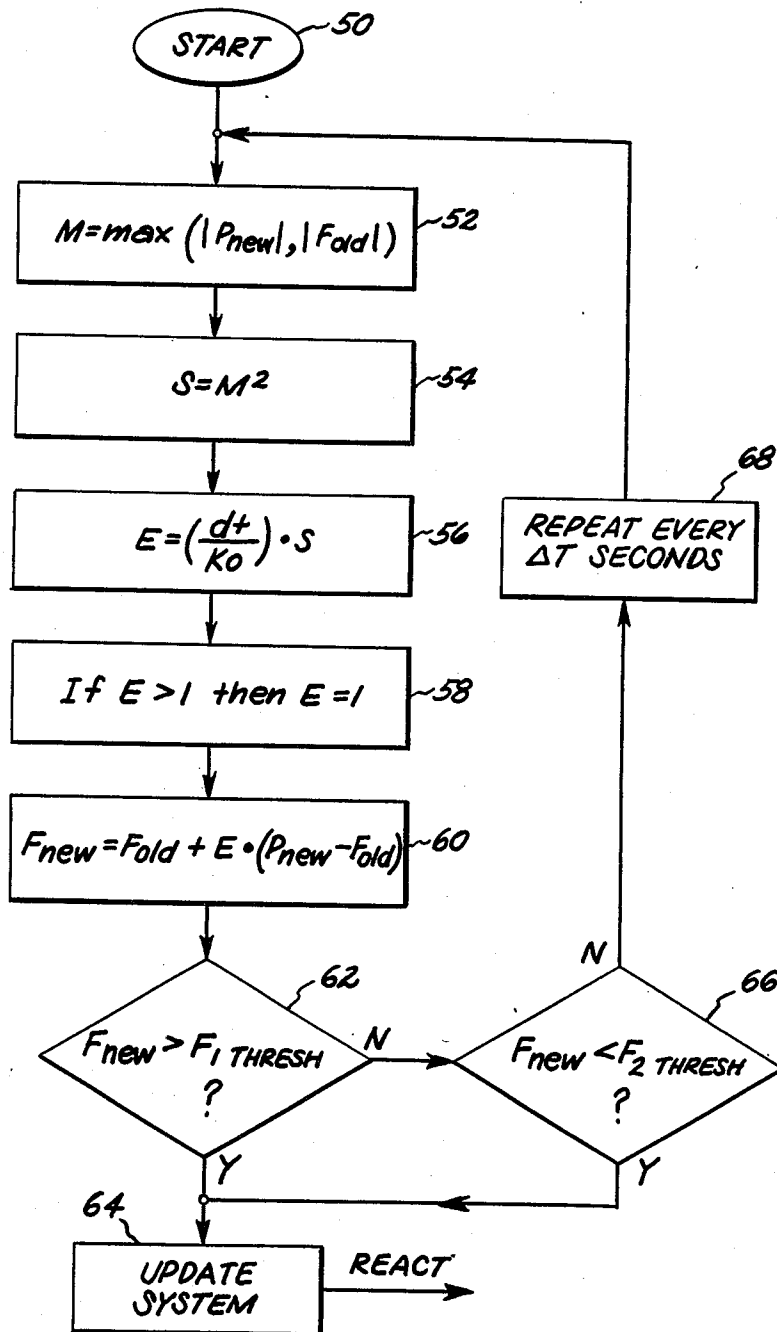 START
50
M=max (|Pnew|, |Fold|)
52
S=M²
54
E=(dt/Ko)•S
56
If E >1 then E=1
58
Fnew=Fold + E•(Pnew-Fold)
60
Fnew > F1 THRESH
?
62
N
Y
Fnew < F2 THRESH
?
66
N
Y
REPEAT EVERY
ΔT SECONDS
68
UPDATE
SYSTEM
64
REACT